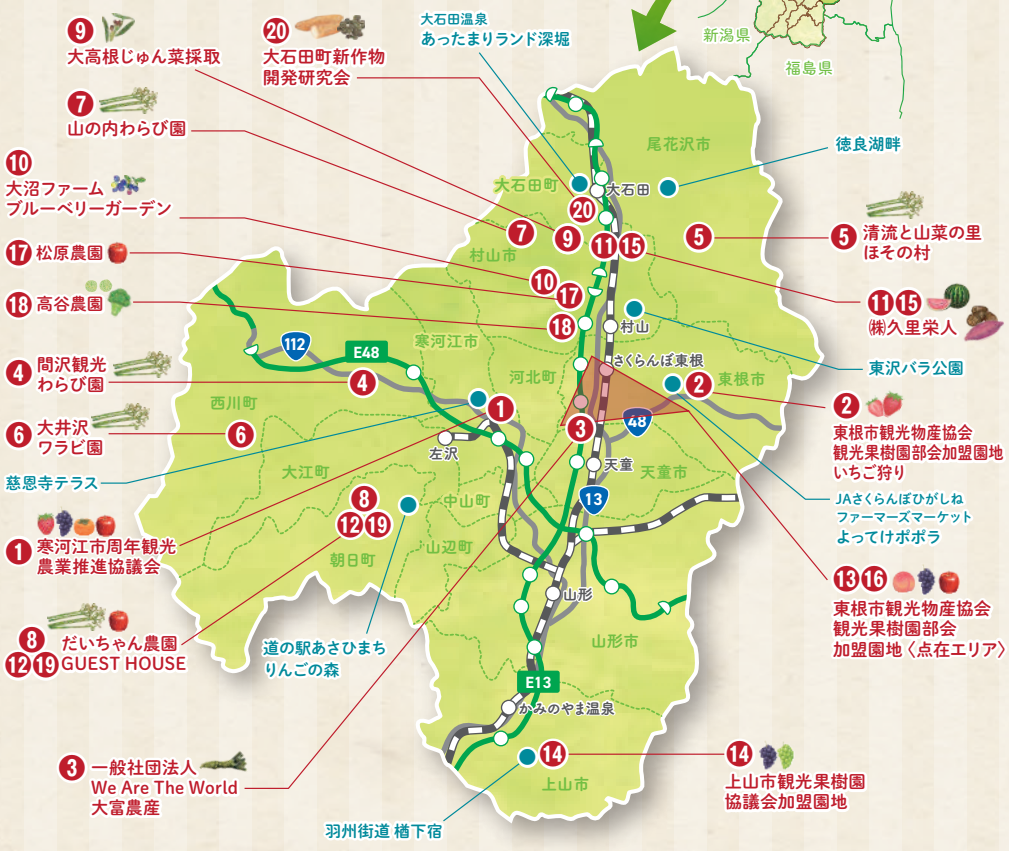 新潟県
福島県
9
大高根じゅん菜採取
20
大石田町新作物
開発研究会
大石田温泉
あったまりランド深堀
7
山の内わらび園
10
大沼ファーム
ブルーベリーガーデン
17 松原農園
18 高谷農園
4 間沢観光
わらび園
6 大井沢
ワラビ園
慈恩寺テラス
1 寒河江市周年観光
農業推進協議会
8
12 19
だいちゃん農園
GUEST HOUSE
道の駅あさひまち
りんごの森
3 一般社団法人
We Are The World
大富農産
羽州街道 楢下宿
徳良湖畔
5 清流と山菜の里
ほその村
11 15
㈱久里栄人
東沢バラ公園
2
東根市観光物産協会
観光果樹園部会加盟園地
いちご狩り
JAさくらんぼひがしね
ファーマーズマーケット
よってけポポラ
13 16
東根市観光物産協会
観光果樹園部会
加盟園地〈点在エリア〉
14
上山市観光果樹園
協議会加盟園地
尾花沢市
大石田町
大石田
20
7
9
11 15
5
村山市
10
17
18
村山
112
E48
寒河江市
河北町
さくらんぼ東根
東根市
2
4
西川町
6
1
左沢
3
48
天童
天童市
13
大江町
中山町
8
12 19
朝日町
山辺町
山形
山形市
E13
かみのやま温泉
14
上山市